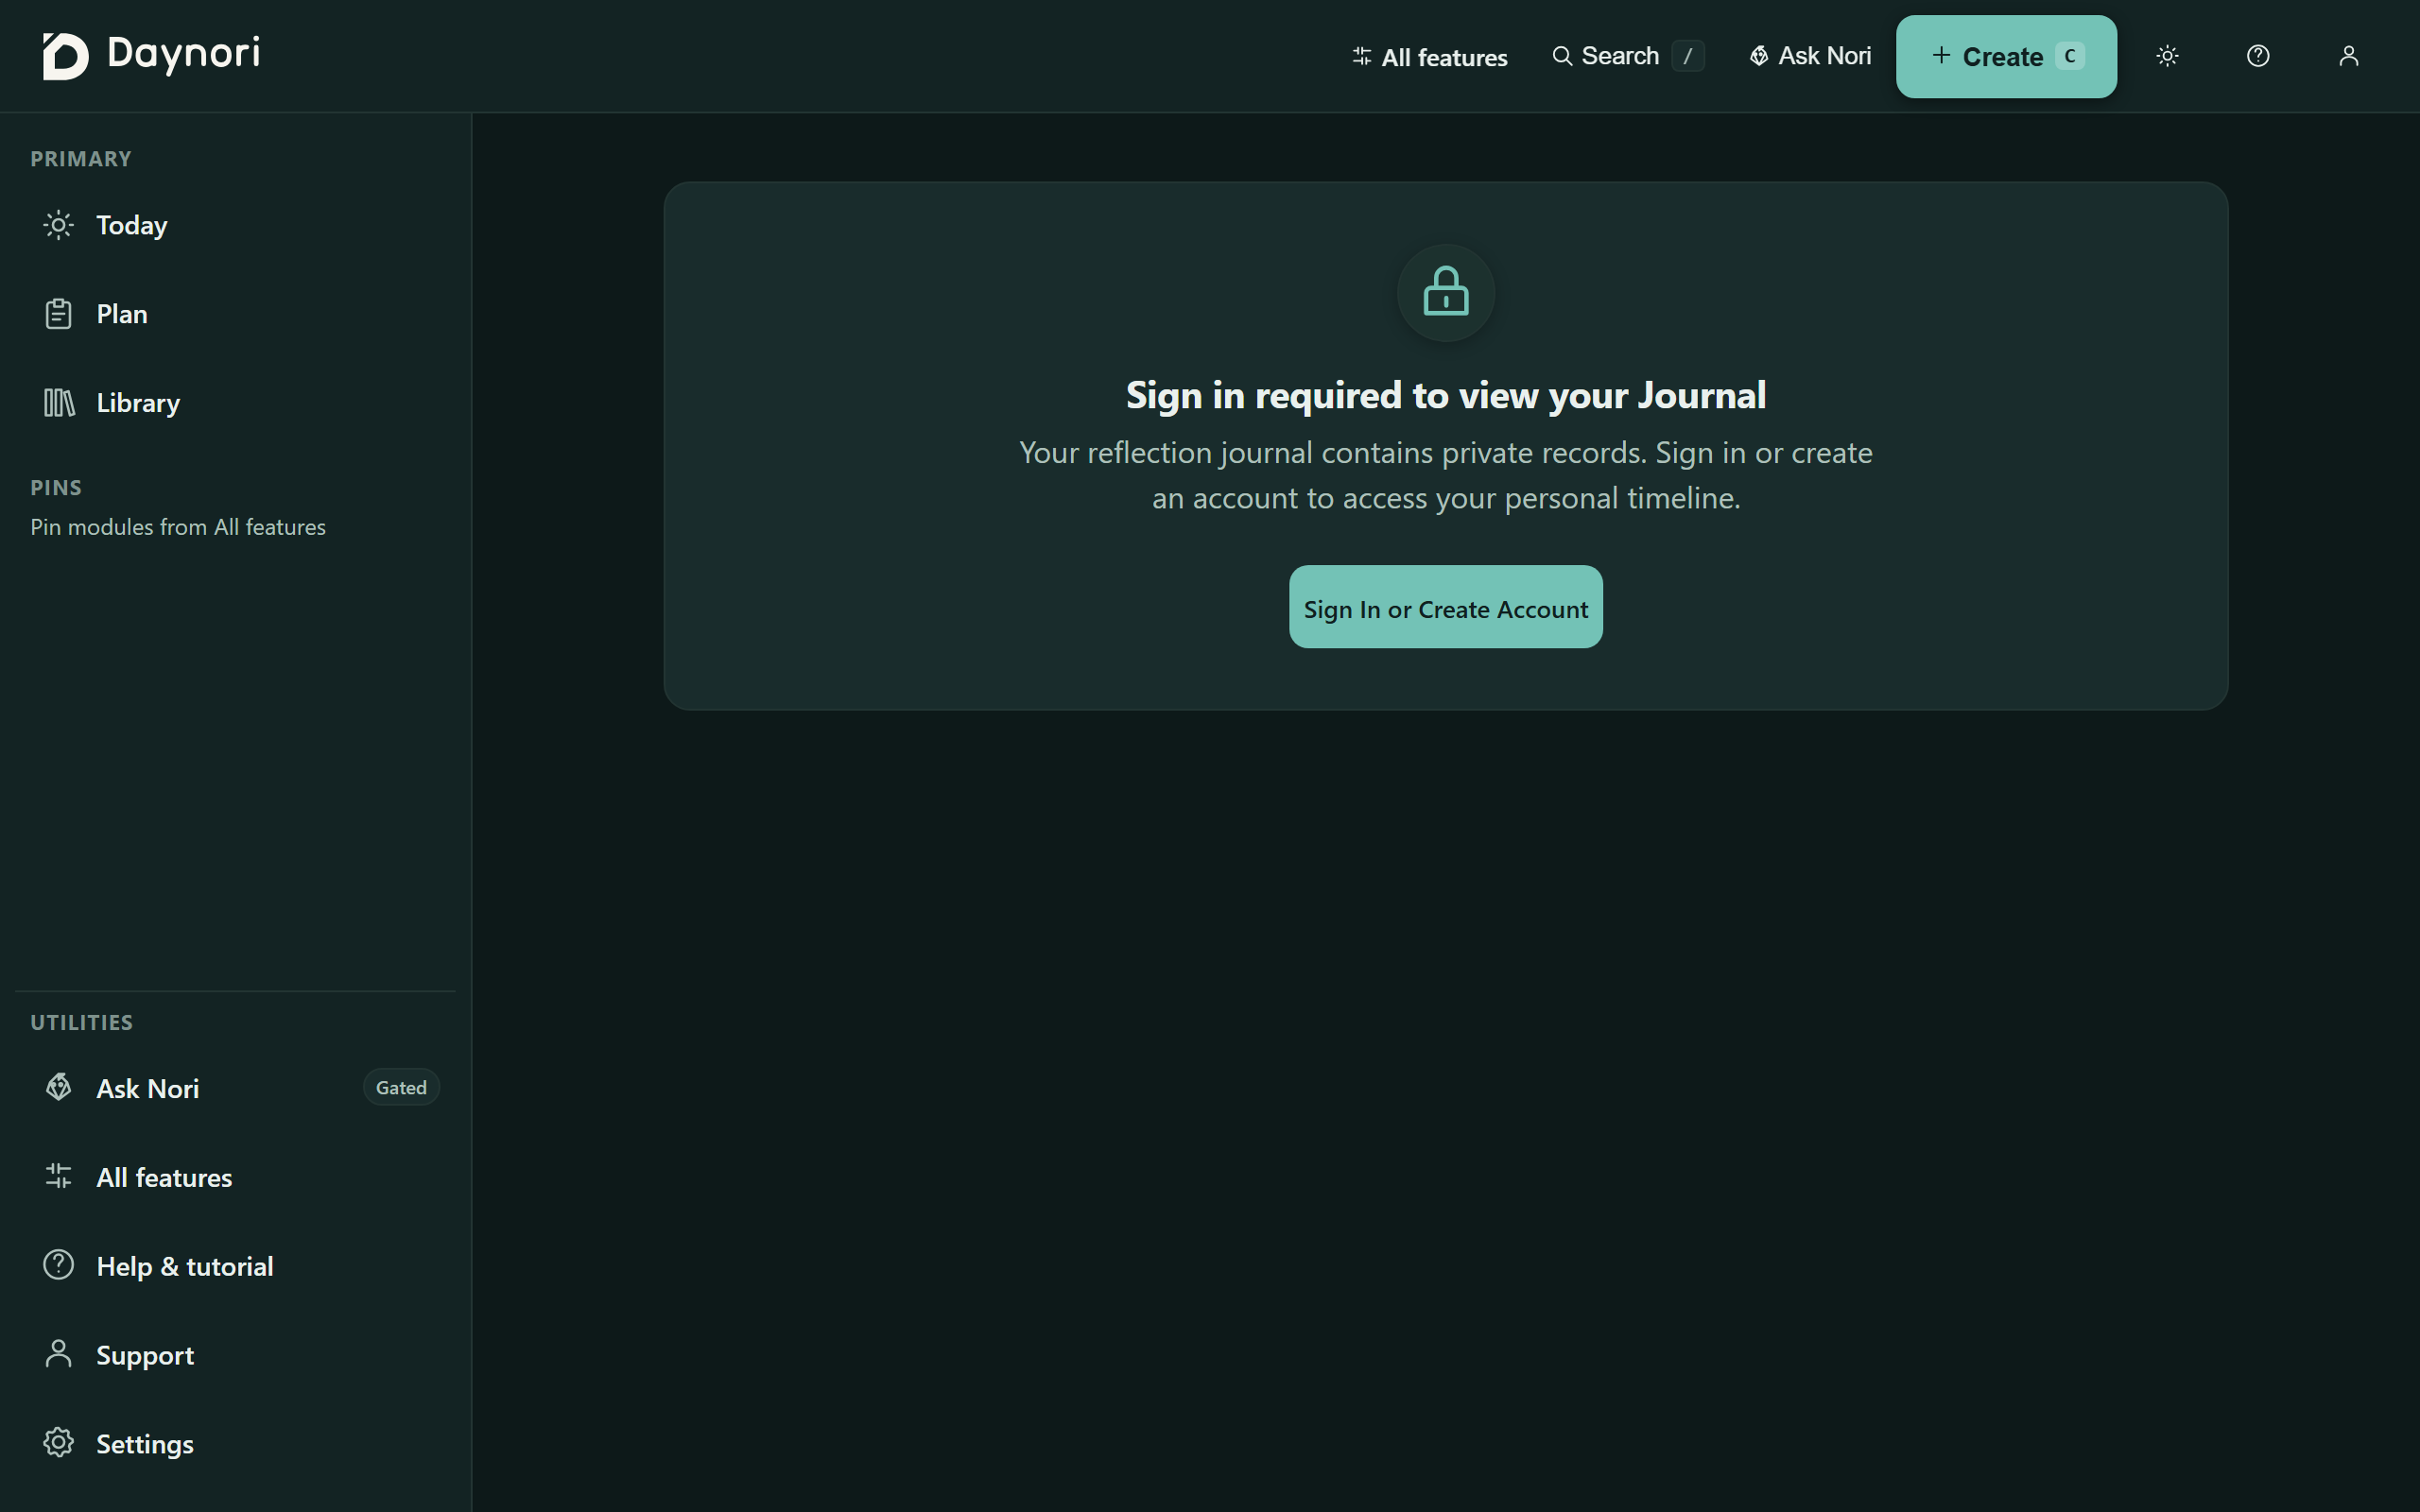 Daynori
All features
Search /
Ask Nori
+ Create C
PRIMARY
Today
Plan
Library
PINS
Pin modules from All features
Sign in required to view your Journal
Your reflection journal contains private records. Sign in or create
an account to access your personal timeline.
Sign In or Create Account
UTILITIES
Ask Nori Gated
All features
Help & tutorial
Support
Settings